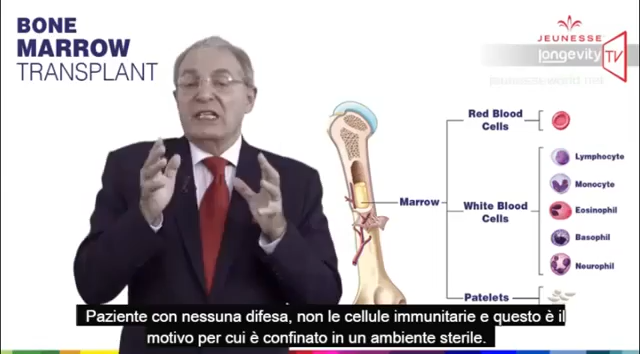 BONE
MARROW
TRANSPLANT
JEUNESSE
longevity TV
Red Blood
Cells
Lymphocyte
Monocyte
Marrow
White Blood
Cells
Eosinophil
Basophil
Neurophil
Platelets
Paziente con nessuna difesa, non le cellule immunitarie e questo è il
motivo per cui è confinato in un ambiente sterile.